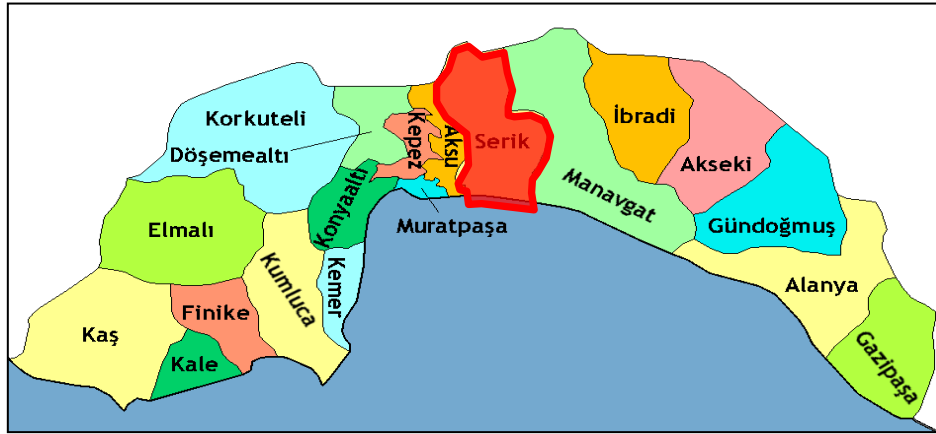 Korkuteli
Döşemealtı
Kepez
Aksu
Serik
İbradi
Akseki
Manavgat
Gündoğmuş
Konyaaltı
Muratpaşa
Elmalı
Kumluca
Kemer
Alanya
Finike
Kaş
Kale
Gazipaşa